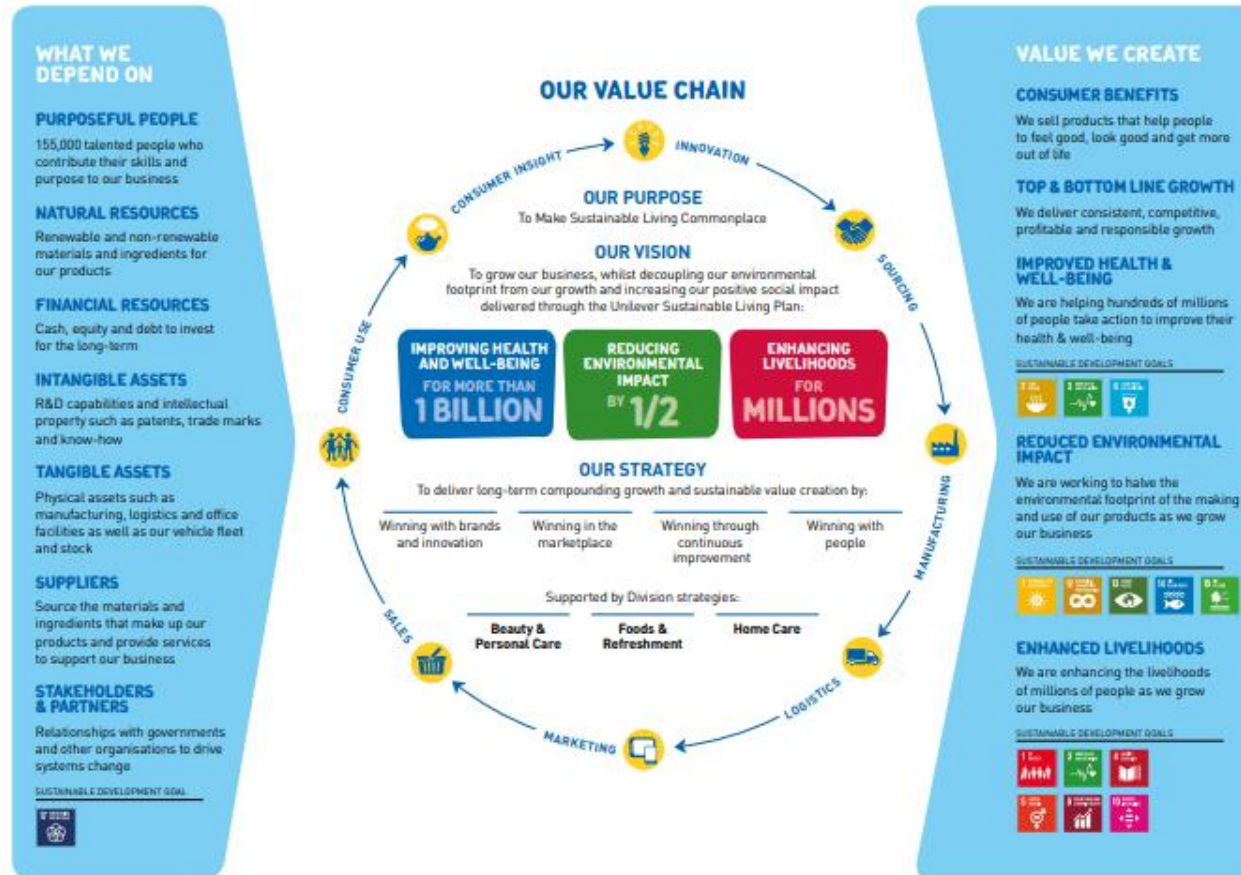 WHAT WE
DEPEND ON
PURPOSEFUL PEOPLE
155,000 talented people who
contribute their skills and
purpose to our business
NATURAL RESOURCES
Renewable and non-renewable
materials and ingredients for
our products
FINANCIAL RESOURCES
Cash, equity and debt to invest
for the long-term
INTANGIBLE ASSETS
R&D capabilities and intellectual
property such as patents, trade marks
and know-how
TANGIBLE ASSETS
Physical assets such as
manufacturing, logistics and office
facilities as well as our vehicle fleet
and stock
SUPPLIERS
Source the materials and
ingredients that make up our
products and provide services
to support our business
STAKEHOLDERS
& PARTNERS
Relationships with governments
and other organisations to drive
systems change
SUSTAINABLE DEVELOPMENT GOAL
OUR VALUE CHAIN
CONSUMER INSIGHT
INNOVATION
SOURCING
MANUFACTURING
LOGISTICS
MARKETING
SALES
CONSUMER USE
OUR PURPOSE
To Make Sustainable Living Commonplace
OUR VISION
To grow our business, whilst decoupling our environmental
footprint from our growth and increasing our positive social impact
delivered through the Unilever Sustainable Living Plan:
IMPROVING HEALTH
AND WELL-BEING
FOR MORE THAN
1 BILLION
REDUCING
ENVIRONMENTAL
IMPACT
BY 1/2
ENHANCING
LIVELIHOODS
FOR
MILLIONS
OUR STRATEGY
To deliver long-term compounding growth and sustainable value creation by:
Winning with brands
and innovation
Winning in the
marketplace
Winning through
continuous
improvement
Winning with
people
Supported by Division strategies:
Beauty &
Personal Care
Foods &
Refreshment
Home Care
VALUE WE CREATE
CONSUMER BENEFITS
We sell products that help people
to feel good, look good and get more
out of life
TOP & BOTTOM LINE GROWTH
We deliver consistent, competitive,
profitable and responsible growth
IMPROVED HEALTH &
WELL-BEING
We are helping hundreds of millions
of people take action to improve their
health & well-being
SUSTAINABLE DEVELOPMENT GOALS
REDUCED ENVIRONMENTAL
IMPACT
We are working to halve the
environmental footprint of the making
and use of our products as we grow
our business
SUSTAINABLE DEVELOPMENT GOALS
ENHANCED LIVELIHOODS
We are enhancing the livelihoods
of millions of people as we grow
our business
SUSTAINABLE DEVELOPMENT GOALS